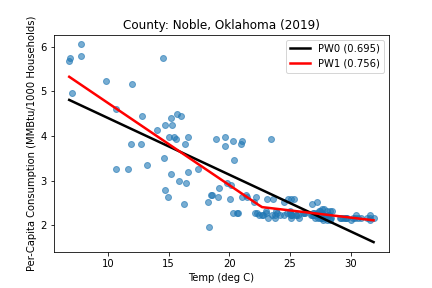 County: Noble, Oklahoma (2019)
PW0 (0.695)
PW1 (0.756)
Per-Capita Consumption (MMBtu/1000 Households)
6
5
4
3
2
10
15
20
25
30
Temp (deg C)